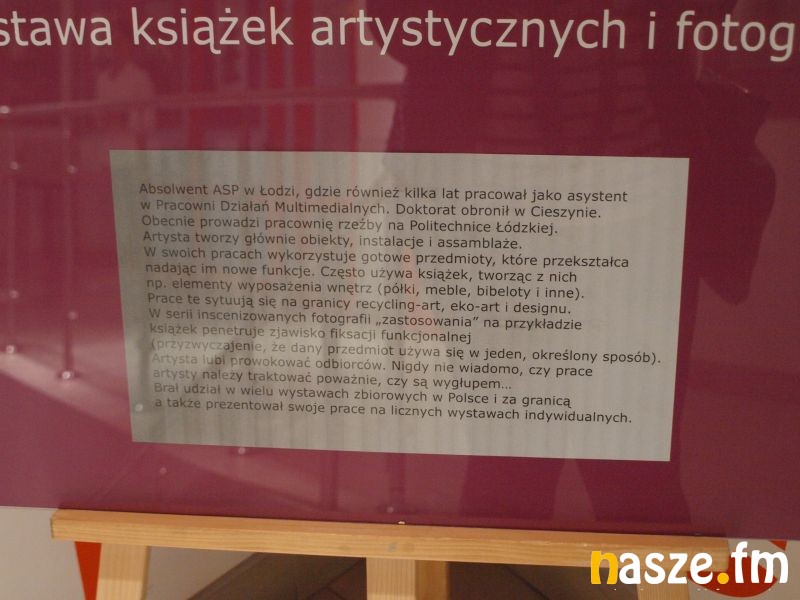 stawa książek artystycznych i fotog
Absolwent ASP w Łodzi, gdzie również kilka lat pracował jako asystent
w Pracowni Działań Multimedialnych. Doktorat obronił w Cieszynie.
Obecnie prowadzi pracownię rzeźby na Politechnice Łódzkiej.
Artysta tworzy głównie obiekty, instalacje i assamblaże.
W swoich pracach wykorzystuje gotowe przedmioty, które przekształca
nadając im nowe funkcje. Często używa książek, tworząc z nich
np. elementy wyposażenia wnętrz (półki, meble, bibeloty i inne).
Prace te sytuują się na granicy recycling-art, eko-art i designu.
W serii inscenizowanych fotografii „zastosowania” na przykładzie
książek penetruje zjawisko fiksacji funkcjonalnej
(przyzwyczajenie, że dany przedmiot używa się w jeden, określony sposób).
Artysta lubi prowokować odbiorców. Nigdy nie wiadomo, czy prace
artysty należy traktować poważnie, czy są wygłupem...
Brał udział w wielu wystawach zbiorowych w Polsce i za granicą
a także prezentował swoje prace na licznych wystawach indywidualnych.
nasze.fm